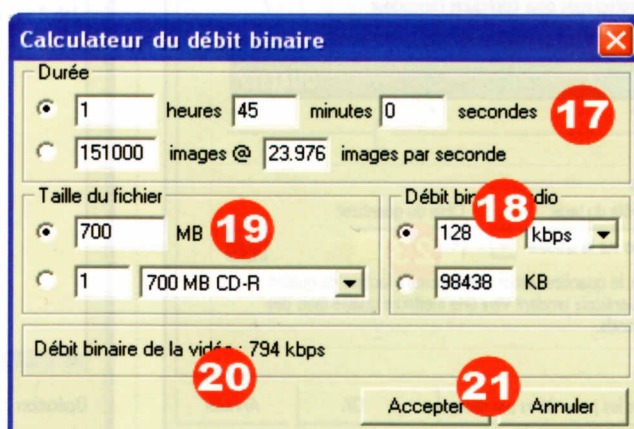 Calculateur du débit binaire
Durée
1 heures 45 minutes 0 secondes 17
151000 images @ 23.976 images par seconde
Taille du fichier
700 MB 19
1 700 MB CD-R
Débit 18
128 kbps
98438 KB
Débit binaire de la vidéo : 794 kbps
20
21
Accepter Annuler